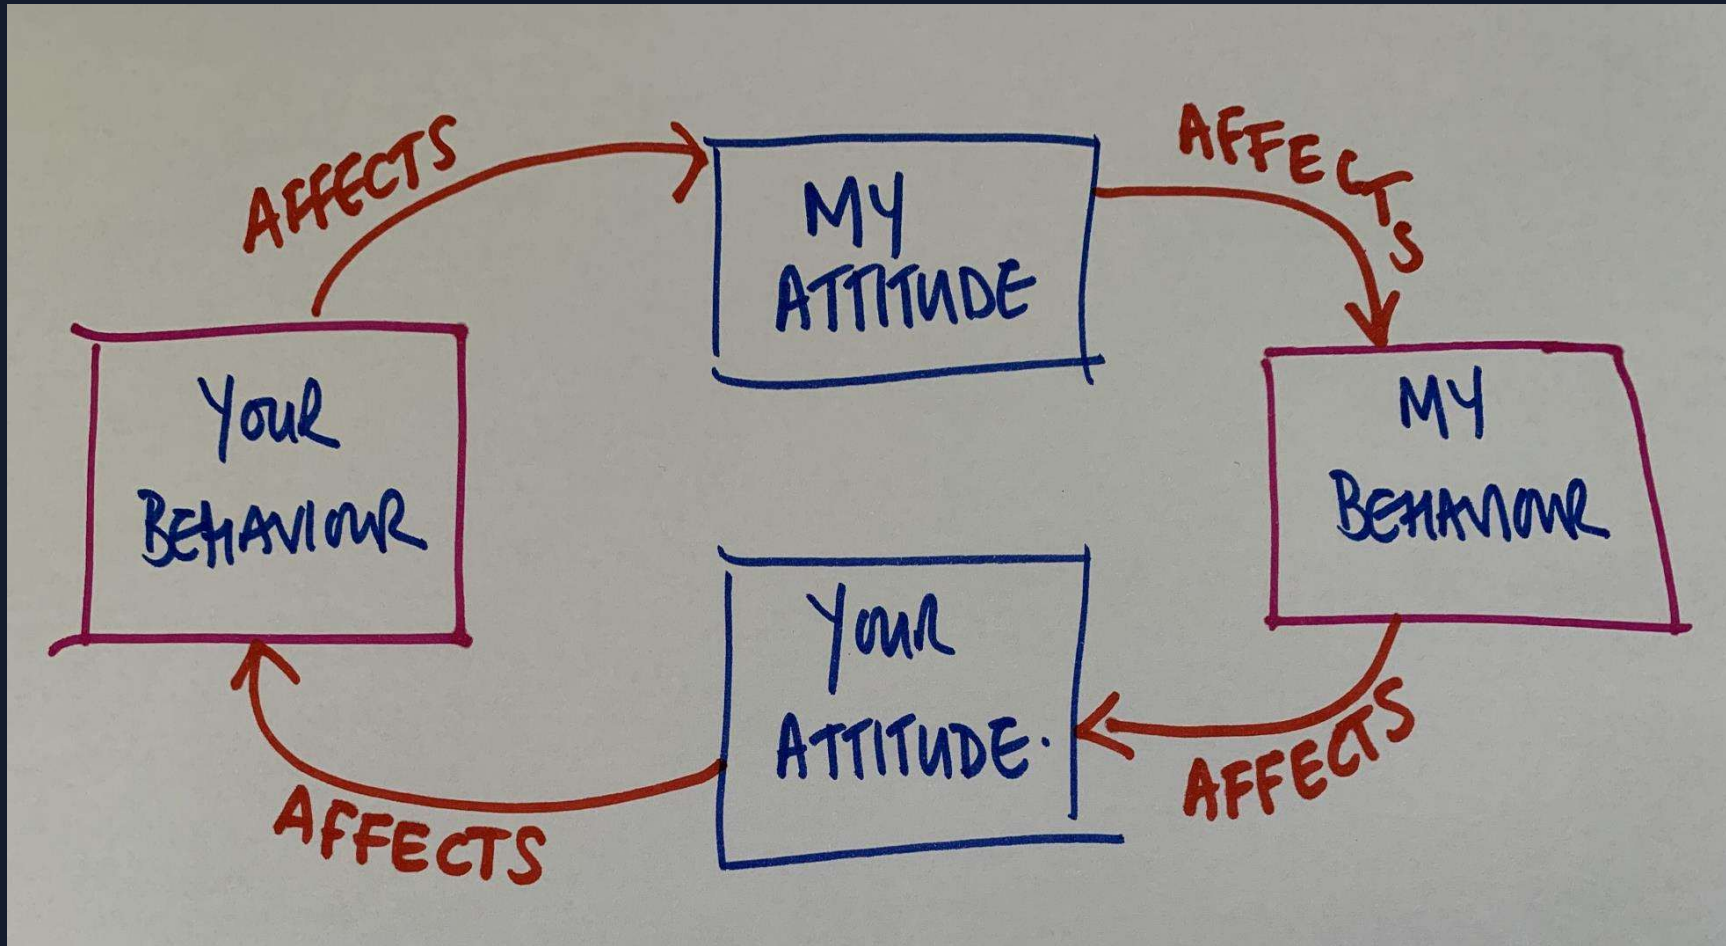 AFFECTS
MY
ATTITUDE
AFFECTS
YOUR
BEHAVIOUR
MY
BEHAVIOUR
YOUR
ATTITUDE.
AFFECTS
AFFECTS